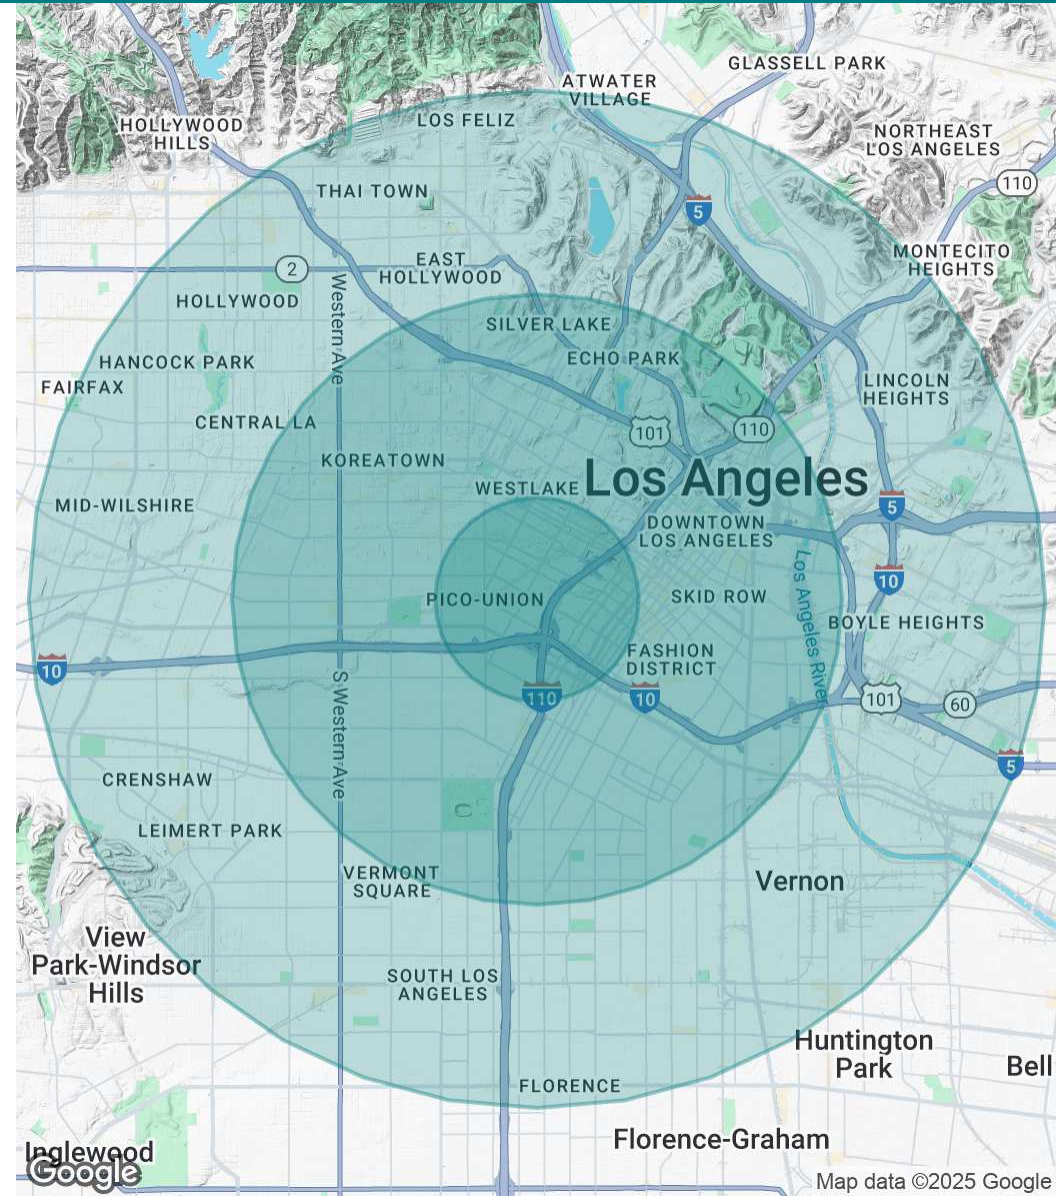 GLASSELL PARK
ATWATER
VILLAGE
LOS FELIZ
HOLLYWOOD
HILLS
NORTHEAST
LOS ANGELES
110
THAI TOWN
5
MONTECITO
HEIGHTS
2
EAST
HOLLYWOOD
HOLLYWOOD
Western Ave
SILVER LAKE
ECHO PARK
HANCOCK PARK
FAIRFAX
LINCOLN
HEIGHTS
CENTRAL LA
101
110
KOREATOWN
WESTLAKE
Los Angeles
MID-WILSHIRE
5
DOWNTOWN
LOS ANGELES
10
Los Angeles River
PICO-UNION
SKID ROW
BOYLE HEIGHTS
FASHION
DISTRICT
10
S Western Ave
110
10
101
60
5
CRENSHAW
LEIMERT PARK
VERMONT
SQUARE
Vernon
View
Park-Windsor
Hills
SOUTH LOS
ANGELES
Huntington
Park
Bell
FLORENCE
Florence-Graham
Inglewood
Google
Map data ©2025 Google